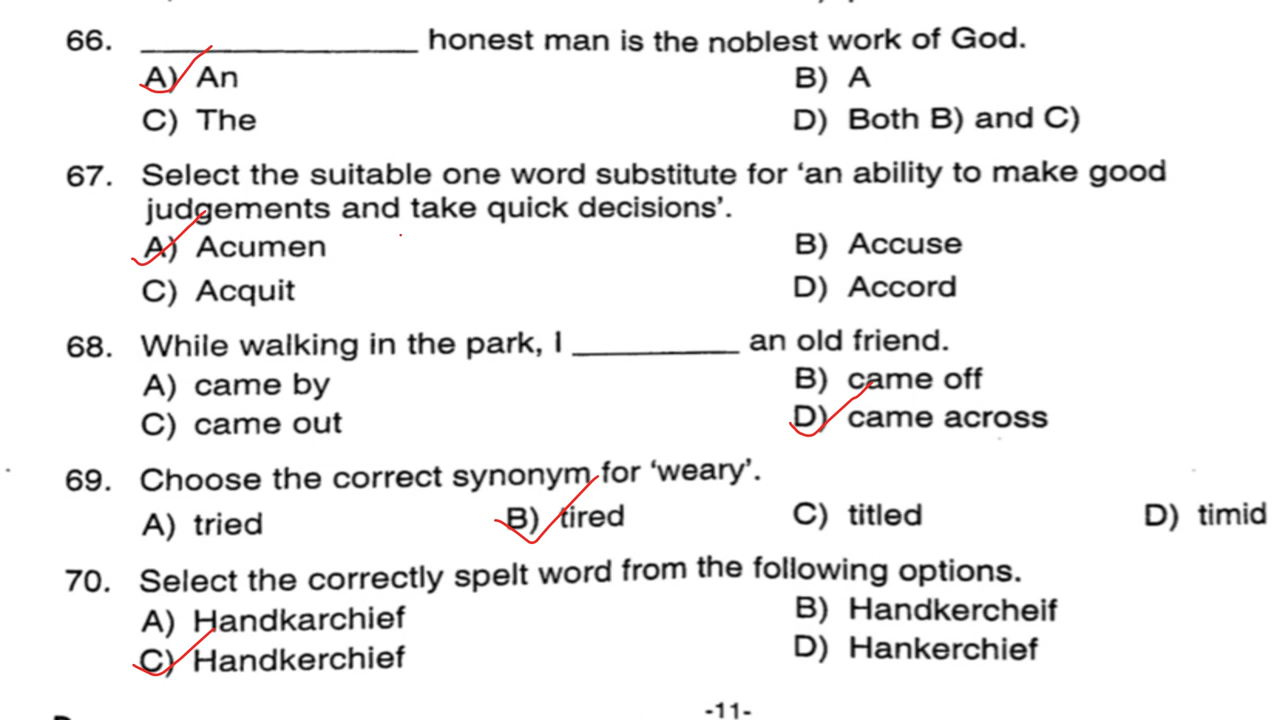 66. ____________ honest man is the noblest work of God.
A) An B) A
C) The D) Both B) and C)
67. Select the suitable one word substitute for ‘an ability to make good
judgements and take quick decisions’.
A) Acumen B) Accuse
C) Acquit D) Accord
68. While walking in the park, I __________ an old friend.
A) came by B) came off
C) came out D) came across
69. Choose the correct synonym for ‘weary’.
A) tried B) tired C) titled D) timid
70. Select the correctly spelt word from the following options.
A) Handkarchief B) Handkercheif
C) Handkerchief D) Hankerchief
-11-